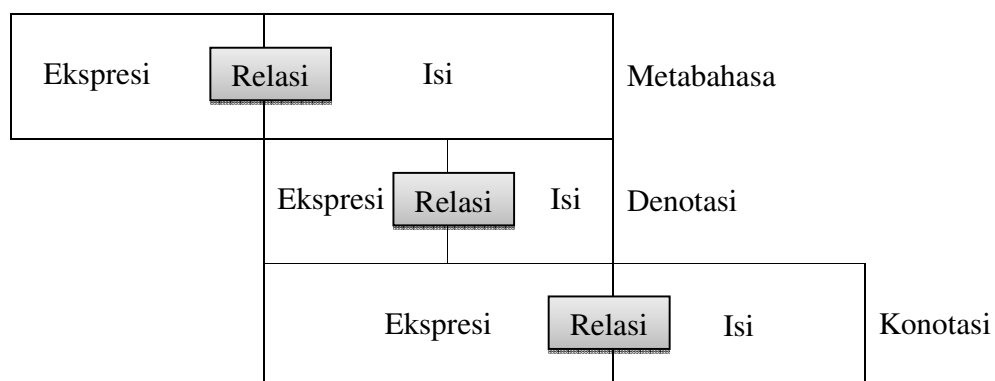 Ekspresi Relasi Isi Metabahasa
Ekspresi Relasi Isi Denotasi
Ekspresi Relasi Isi Konotasi